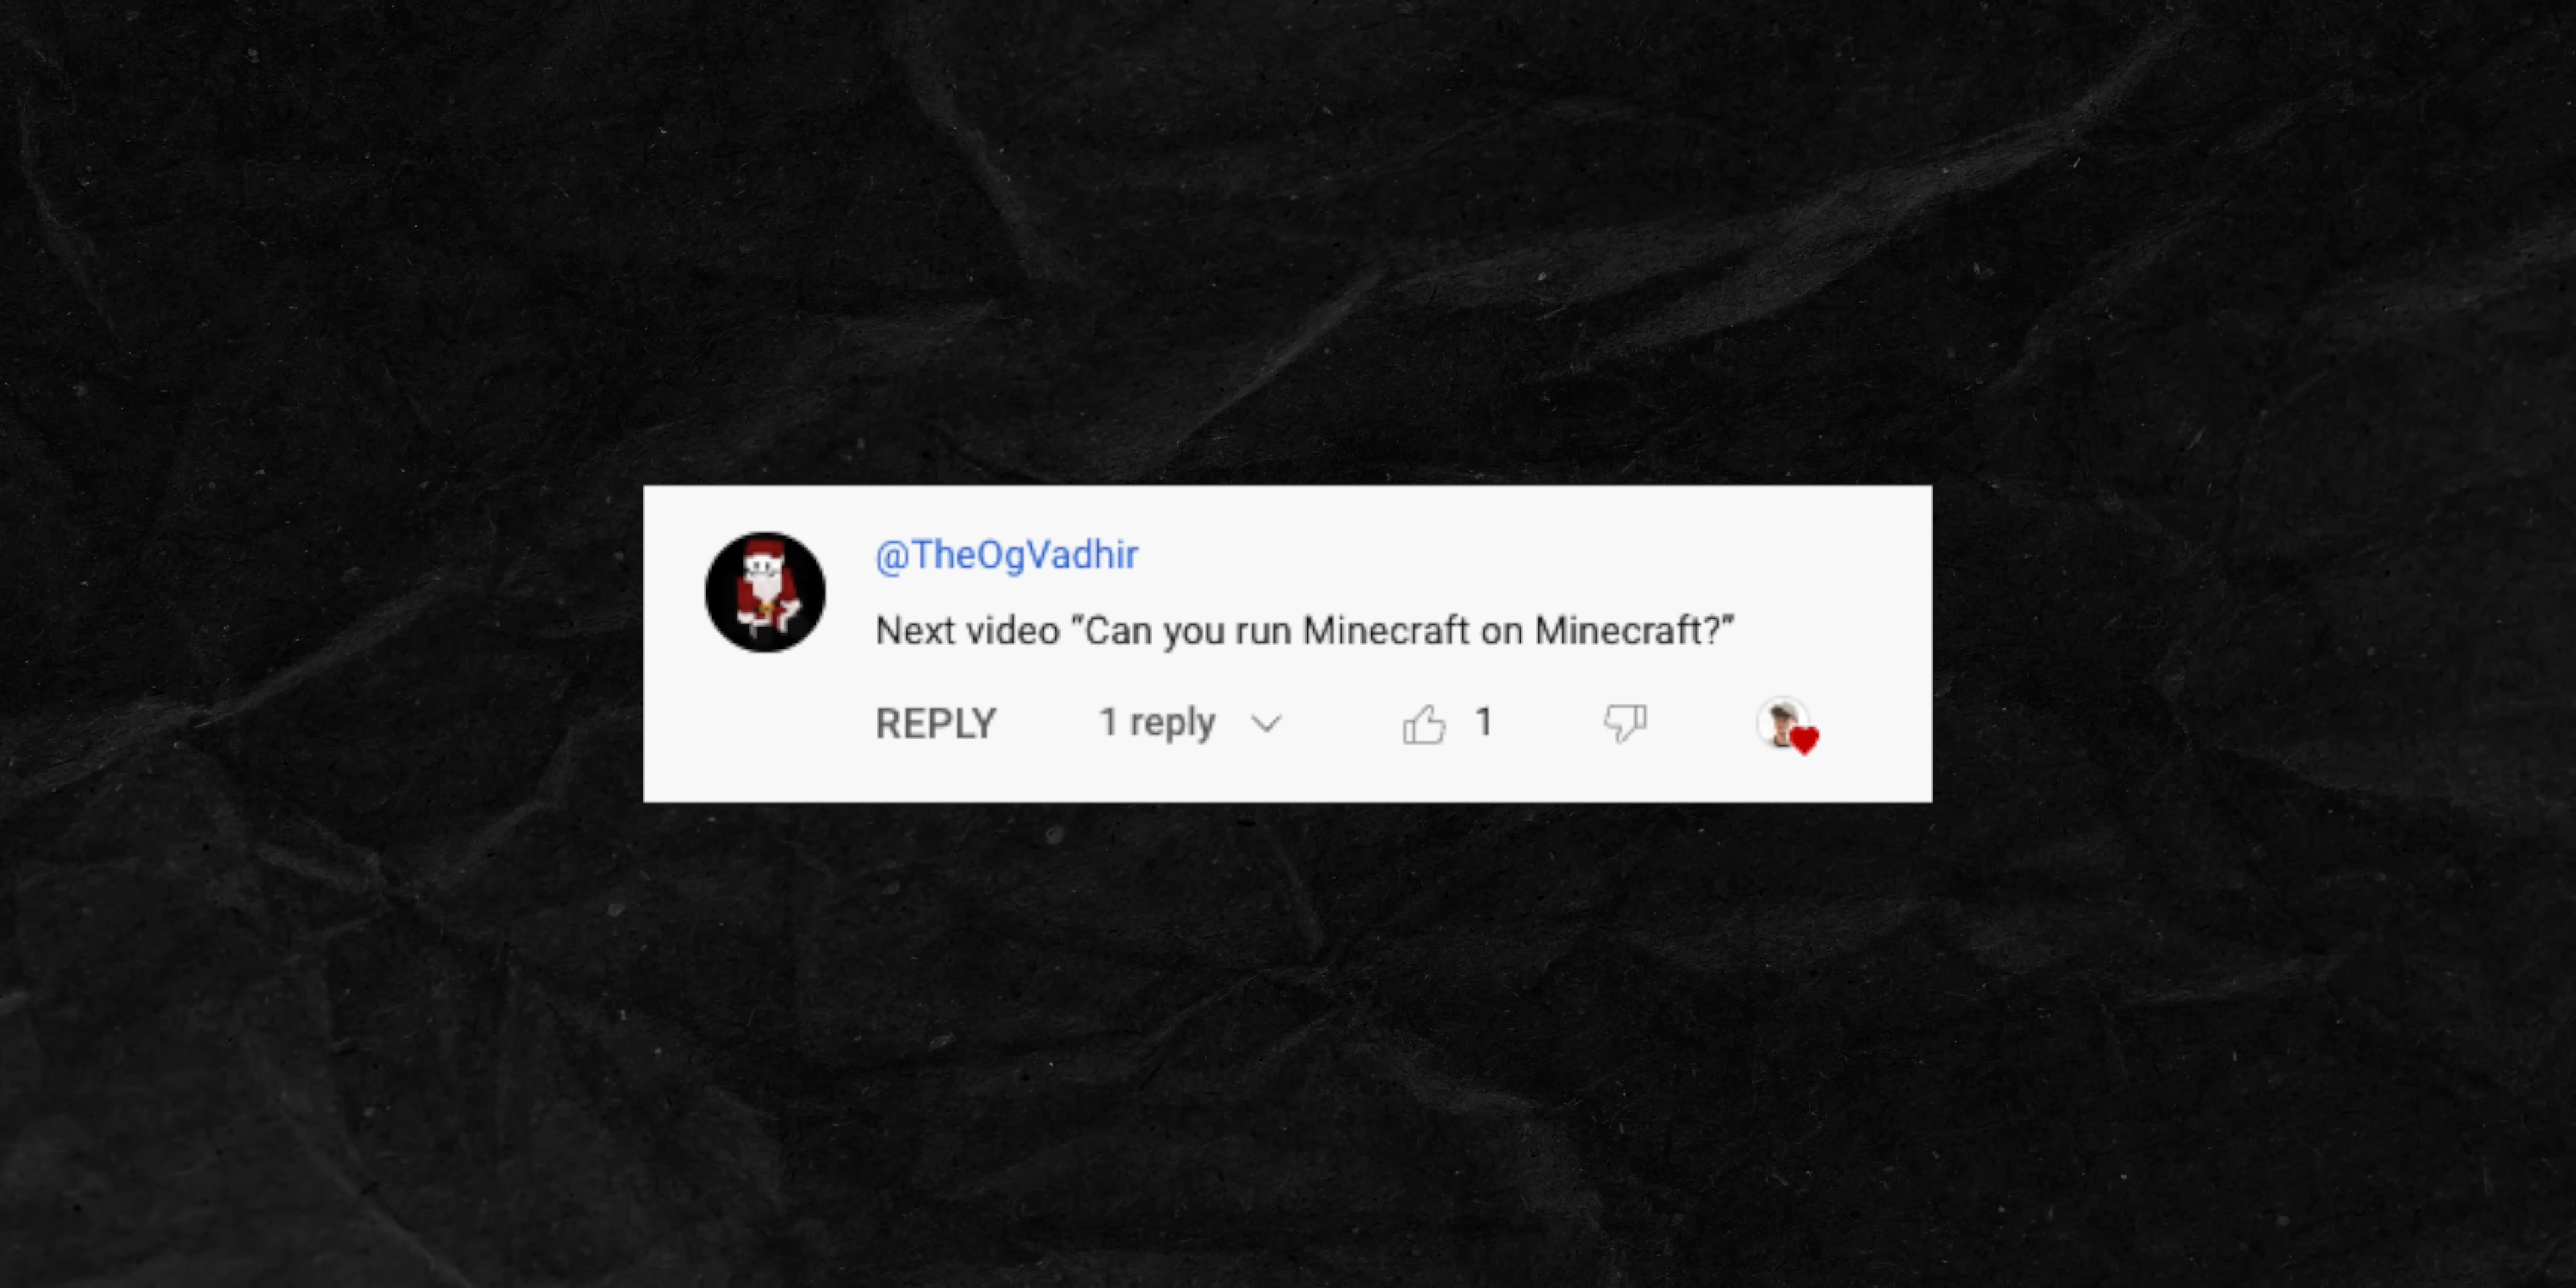 @TheOgVadhir
Next video “Can you run Minecraft on Minecraft?”
REPLY 1 reply 1